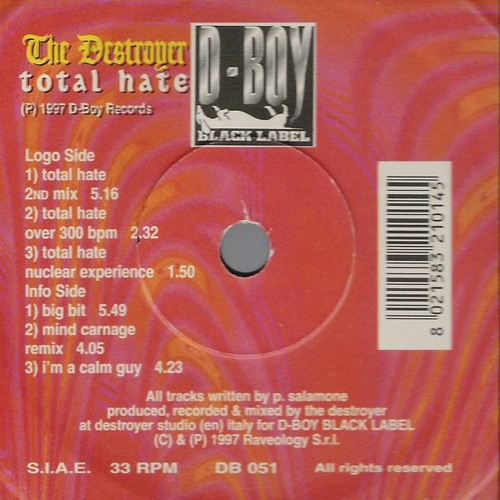 The Destroyer
total hate
(P) 1997 D-Boy Records
D-BOY
BLACK LABEL
Logo Side
1) total hate
2ND mix 5.16
2) total hate
over 300 bpm 2.32
3) total hate
nuclear experience 1.50
Info Side
1) big bit 5.49
2) mind carnage
remix 4.05
3) i'm a calm guy 4.23
8 021583 210145
All tracks written by p. salamone
produced, recorded & mixed by the destroyer
at destroyer studio (en) italy for D-BOY BLACK LABEL
(C) & (P) 1997 Raveology S.r.l.
S.I.A.E. 33 RPM DB 051 All rights reserved